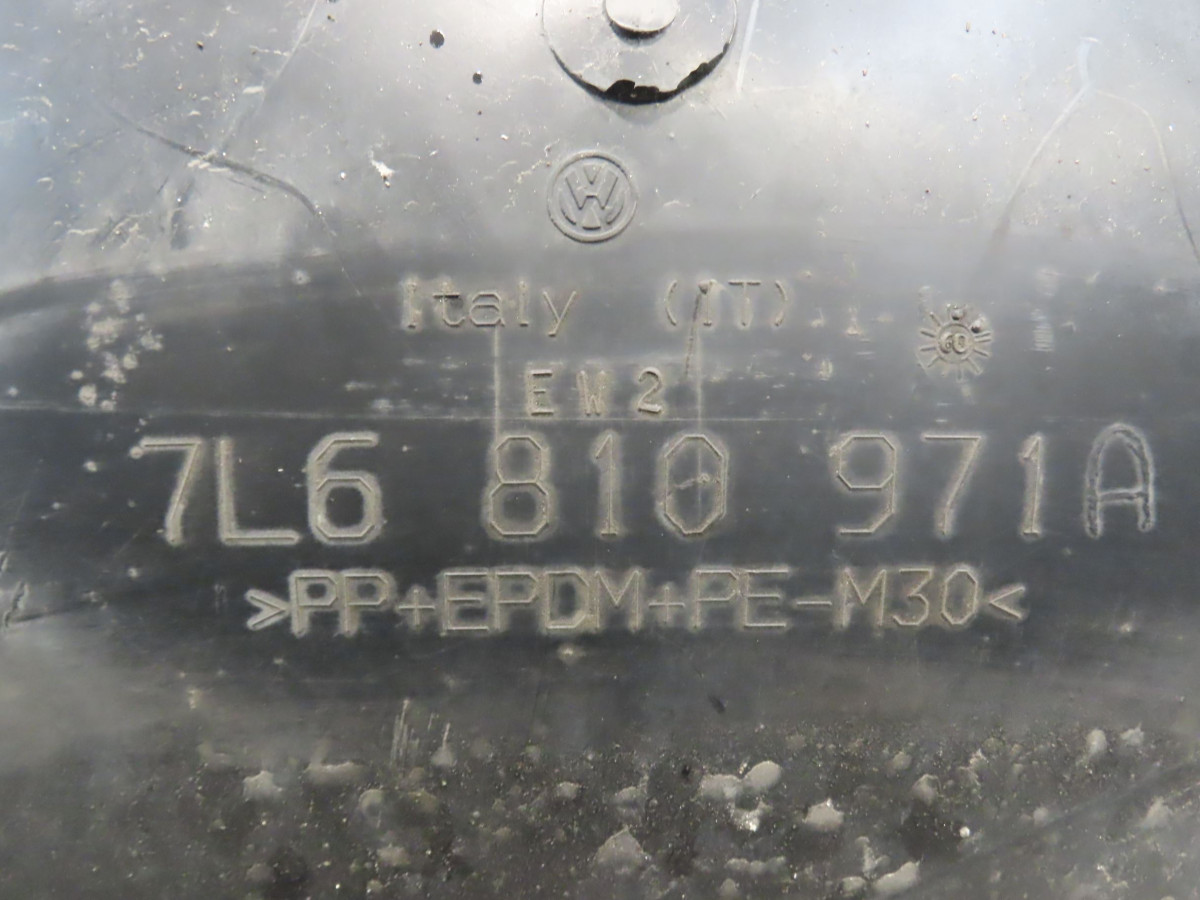 Italy (IT)
EW2
7L6 810 971A
>PP+EPDM+PE-M30<